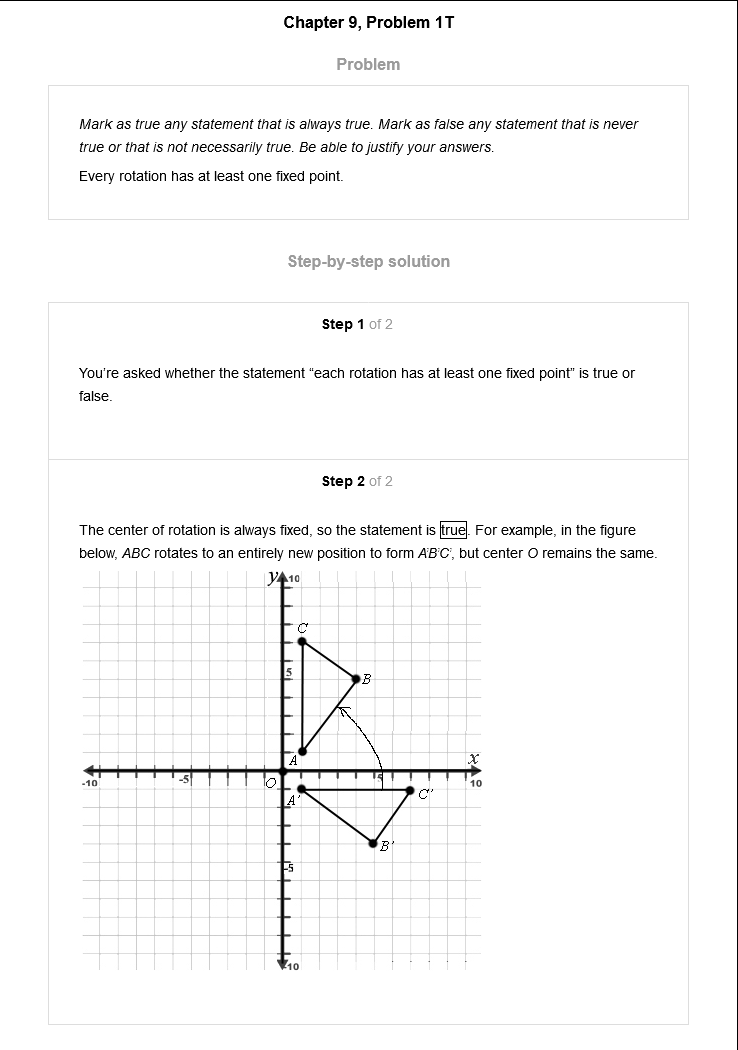 Chapter 9, Problem 1T
Problem
Mark as true any statement that is always true. Mark as false any statement that is never
true or that is not necessarily true. Be able to justify your answers.
Every rotation has at least one fixed point.
Step-by-step solution
Step 1 of 2
You're asked whether the statement “each rotation has at least one fixed point” is true or
false.
Step 2 of 2
The center of rotation is always fixed, so the statement is true. For example, in the figure
below, ABC rotates to an entirely new position to form A'B'C', but center O remains the same.
y 10
C
5
B
A
x
-10 -5 O 5 10
A'
C'
B'
-5
-10